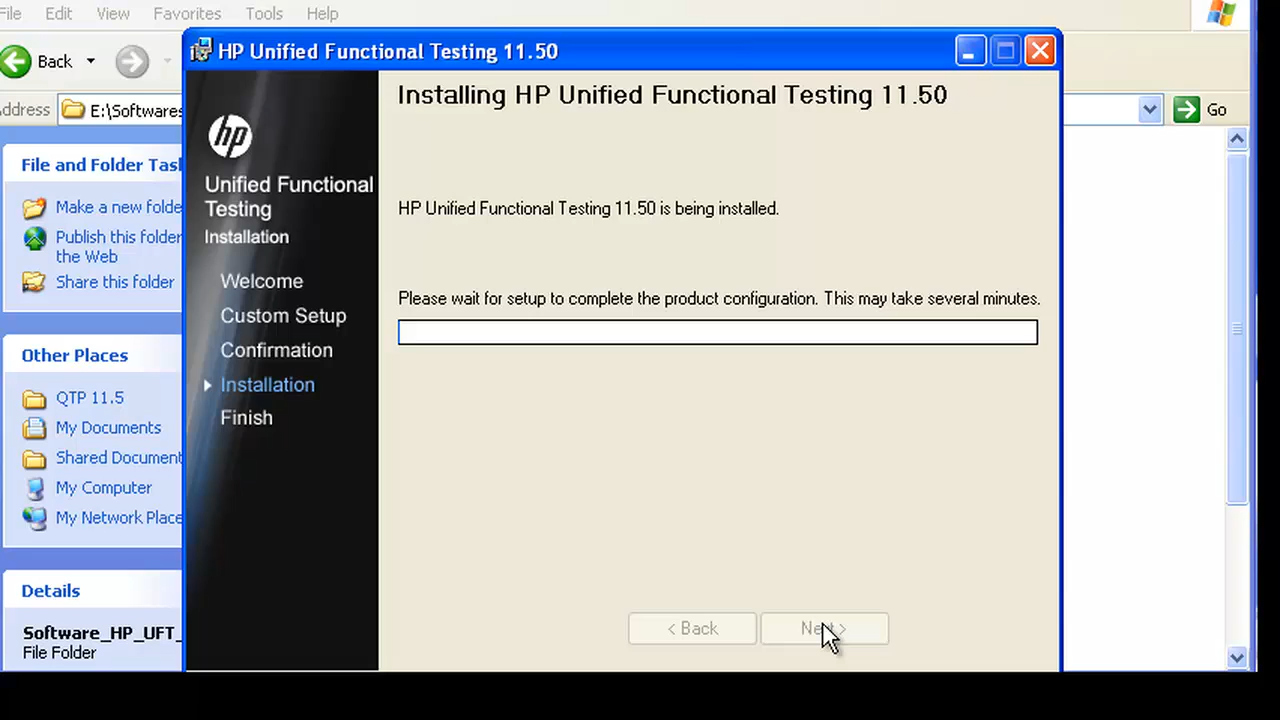 File Edit View Favorites Tools Help
HP Unified Functional Testing 11.50
Back
Address E:\Softwares
Go
File and Folder Tas
Make a new folde
Publish this folder
the Web
Share this folder
Other Places
QTP 11.5
My Documents
Shared Document
My Computer
My Network Place
Details
Software_HP_UFT_
File Folder
hp
Unified Functional
Testing
Installation
Welcome
Custom Setup
Confirmation
Installation
Finish
Installing HP Unified Functional Testing 11.50
HP Unified Functional Testing 11.50 is being installed.
Please wait for setup to complete the product configuration. This may take several minutes.
< Back
Next >